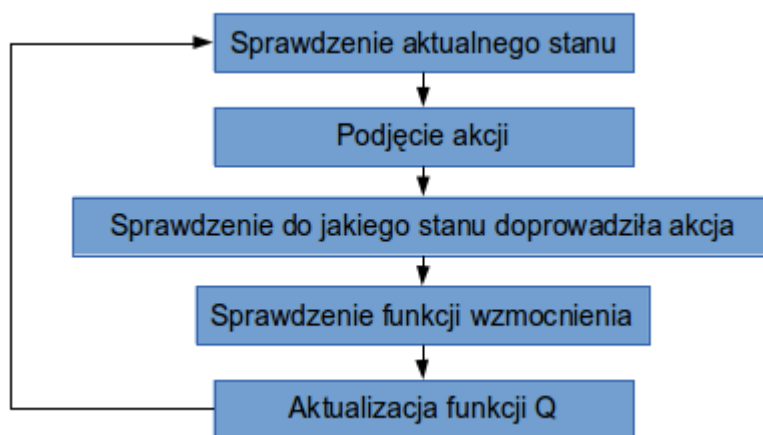 Sprawdzenie aktualnego stanu
Podjęcie akcji
Sprawdzenie do jakiego stanu doprowadziła akcja
Sprawdzenie funkcji wzmocnienia
Aktualizacja funkcji Q